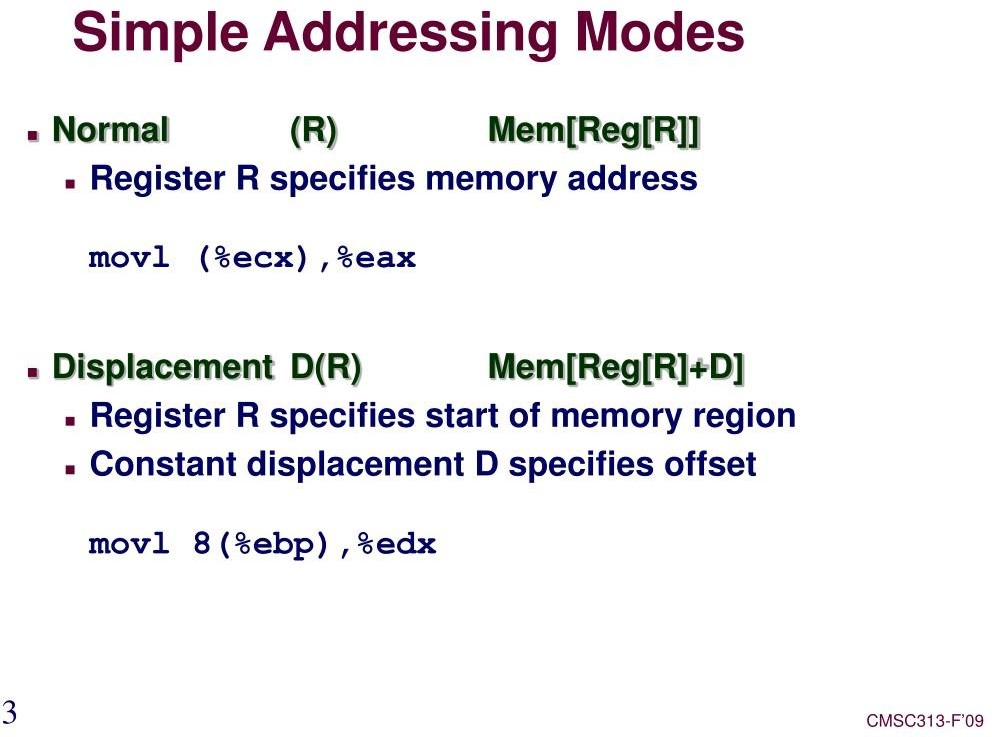 Simple Addressing Modes
Normal (R) Mem[Reg[R]]
Register R specifies memory address
movl (%ecx),%eax
Displacement D(R) Mem[Reg[R]+D]
Register R specifies start of memory region
Constant displacement D specifies offset
movl 8(%ebp),%edx
3
CMSC313-F’09